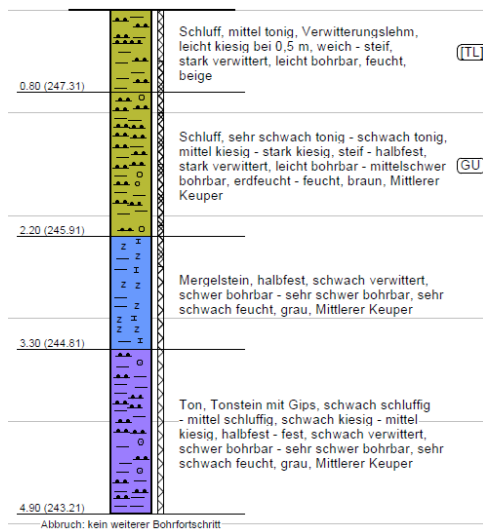 Schluff, mittel tonig, Verwitterungslehm,
leicht kiesig bei 0,5 m, weich - steif,
stark verwittert, leicht bohrbar, feucht,
beige
[TL]
0.80 (247.31)
Schluff, sehr schwach tonig - schwach tonig,
mittel kiesig - stark kiesig, steif - halbfest,
stark verwittert, leicht bohrbar - mittelschwer
bohrbar, erdfeucht - feucht, braun, Mittlerer
Keuper
GU
2.20 (245.91)
Mergelstein, halbfest, schwach verwittert,
schwer bohrbar - sehr schwer bohrbar, sehr
schwach feucht, grau, Mittlerer Keuper
3.30 (244.81)
Ton, Tonstein mit Gips, schwach schluffig
- mittel schluffig, schwach kiesig - mittel
kiesig, halbfest - fest, schwach verwittert,
schwer bohrbar - sehr schwer bohrbar, sehr
schwach feucht, grau, Mittlerer Keuper
4.90 (243.21)
Abbruch: kein weiterer Bohrfortschritt